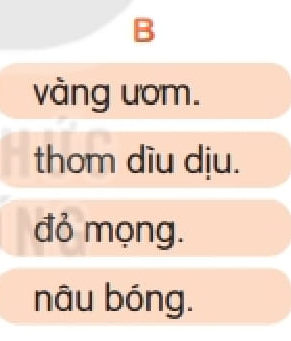 B
vàng ươm.
thơm dìu dịu.
đỏ mọng.
nâu bóng.